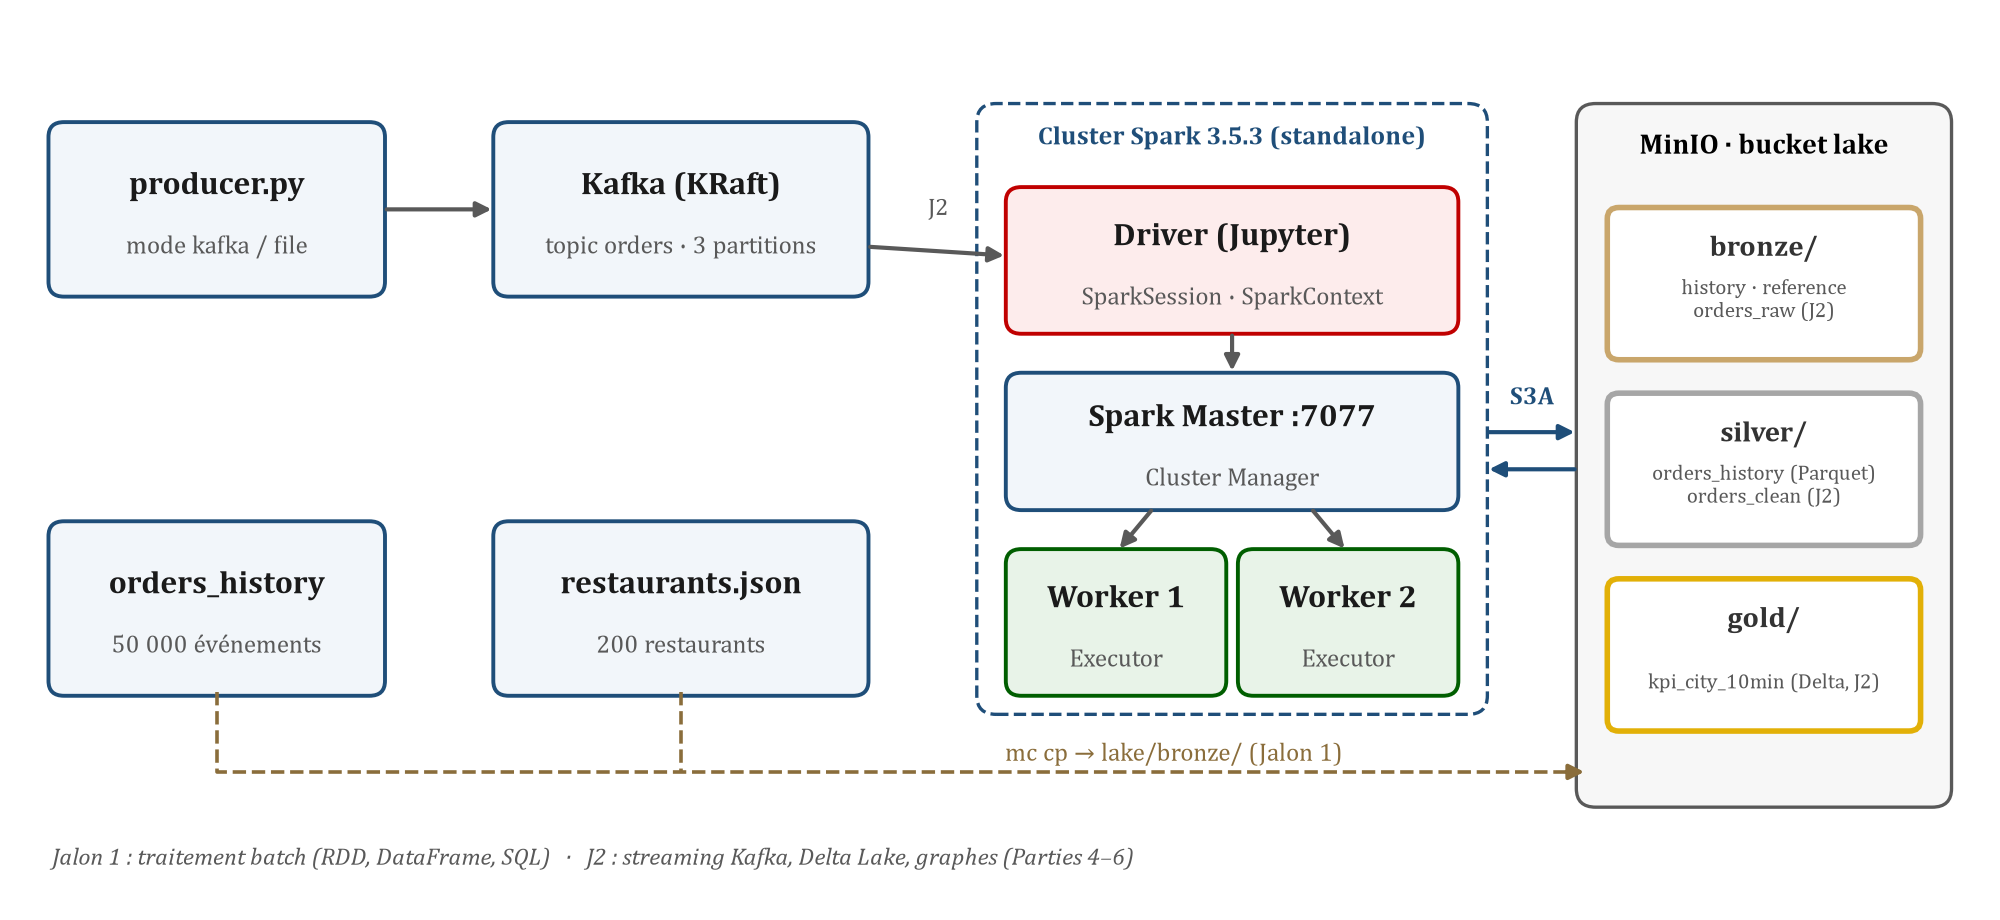 producer.py
mode kafka / file
Kafka (KRaft)
topic orders · 3 partitions
J2
Cluster Spark 3.5.3 (standalone)
Driver (Jupyter)
SparkSession · SparkContext
Spark Master :7077
Cluster Manager
Worker 1
Executor
Worker 2
Executor
S3A
MinIO · bucket lake
bronze/
history · reference
orders_raw (J2)
silver/
orders_history (Parquet)
orders_clean (J2)
gold/
kpi_city_10min (Delta, J2)
orders_history
50 000 événements
restaurants.json
200 restaurants
mc cp → lake/bronze/ (Jalon 1)
Jalon 1 : traitement batch (RDD, DataFrame, SQL) · J2 : streaming Kafka, Delta Lake, graphes (Parties 4–6)